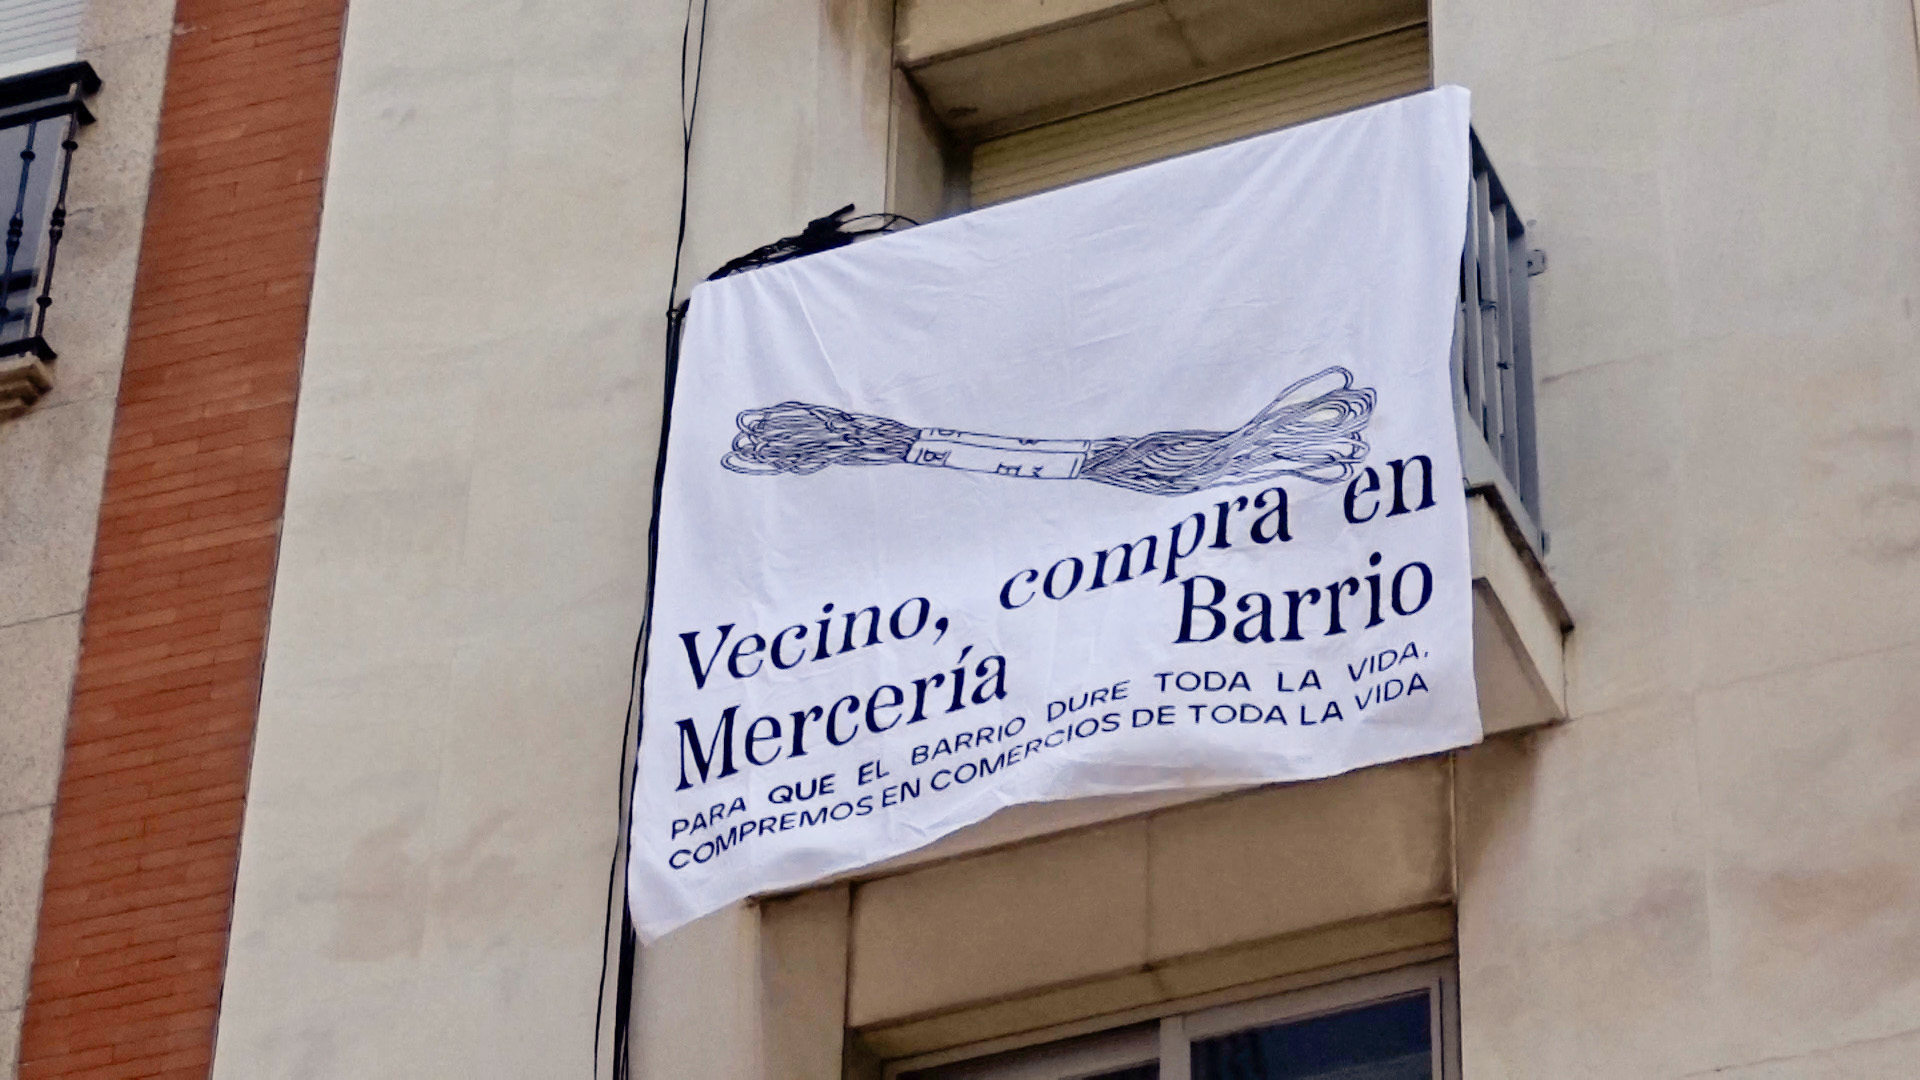 Vecino, compra en
Mercería Barrio
PARA QUE EL BARRIO DURE TODA LA VIDA,
COMPREMOS EN COMERCIOS DE TODA LA VIDA